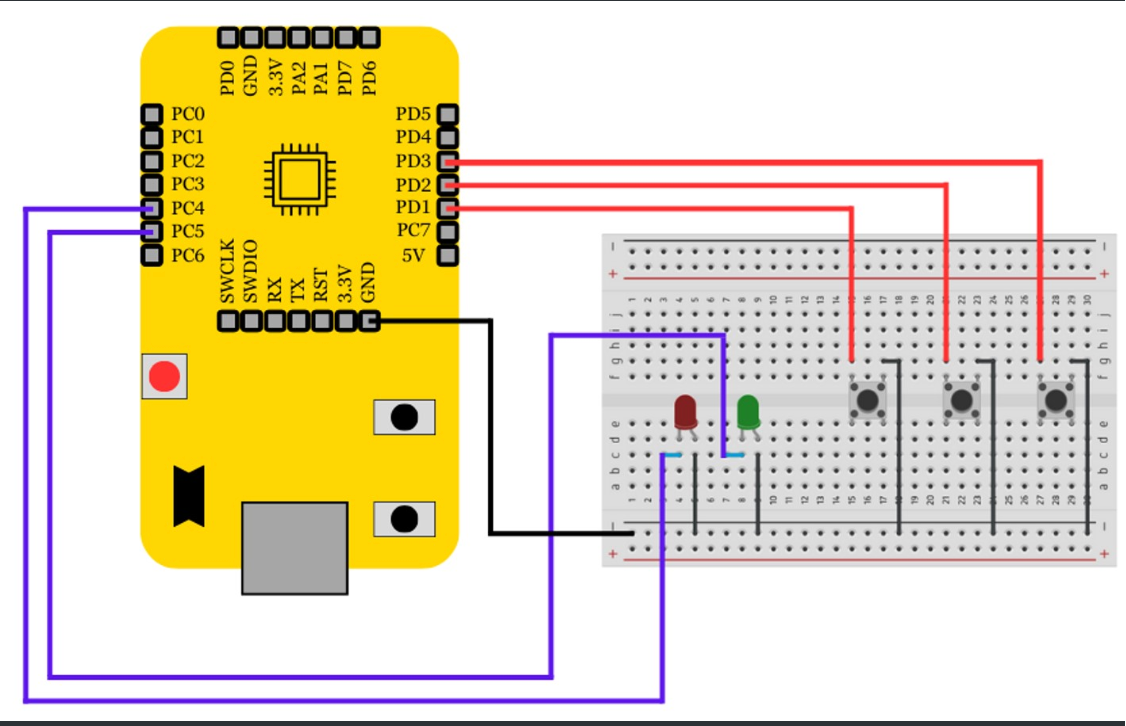 PD0
GND
3.3V
PA2
PA1
PD7
PD6
PC0
PC1
PC2
PC3
PC4
PC5
PC6
PD5
PD4
PD3
PD2
PD1
PC7
5V
SWCLK
SWDIO
RX
TX
RST
3.3V
GND
− −
+ +
1 2 3 4 5 6 7 8 9 10 11 12 13 14 15 16 17 18 19 20 21 22 23 24 25 26 27 28 29 30
j j
i i
h h
g g
f f
e e
d d
c c
b b
a a
1 2 3 4 5 6 7 8 9 10 11 12 13 14 15 16 17 18 19 20 21 22 23 24 25 26 27 28 29 30
− −
+ +